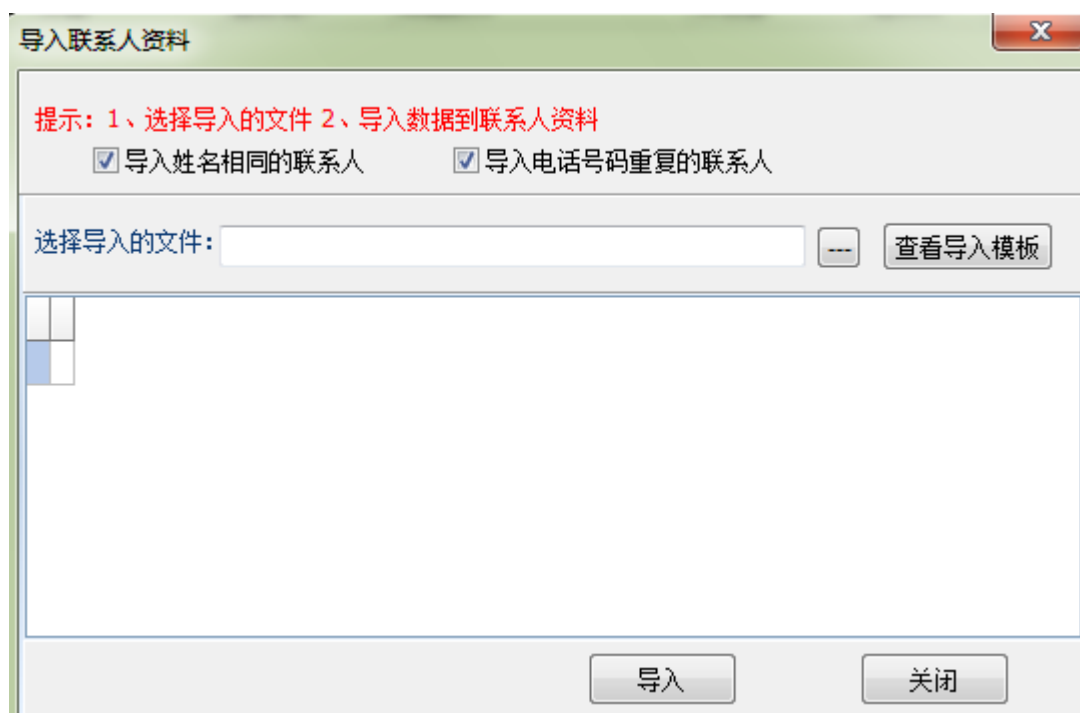 导入联系人资料
提示：1、选择导入的文件 2、导入数据到联系人资料
导入姓名相同的联系人 导入电话号码重复的联系人
选择导入的文件： --- 查看导入模板
导入 关闭